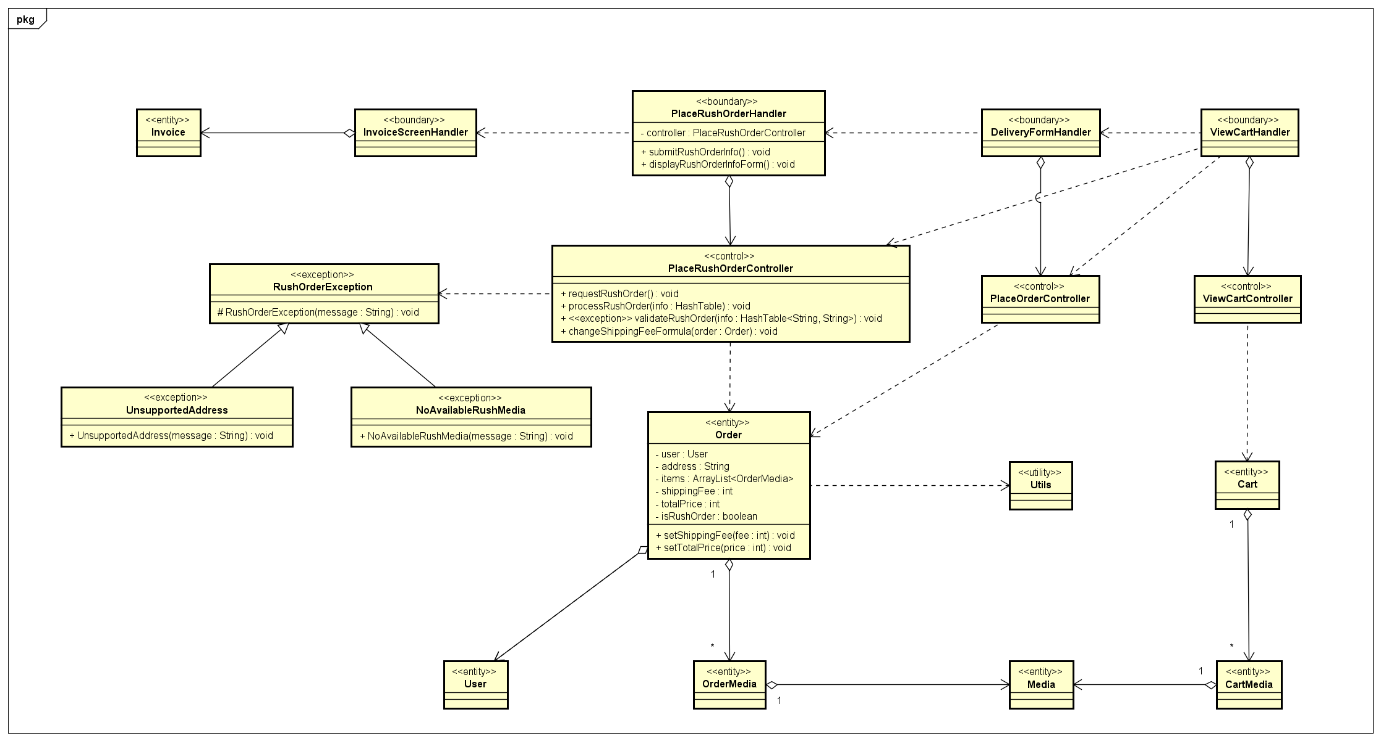 pkg
<<entity>>
Invoice
<<boundary>>
InvoiceScreenHandler
<<boundary>>
PlaceRushOrderHandler
- controller : PlaceRushOrderController
+ submitRushOrderInfo() : void
+ displayRushOrderInfoForm() : void
<<boundary>>
DeliveryFormHandler
<<boundary>>
ViewCartHandler
<<exception>>
RushOrderException
# RushOrderException(message : String) : void
<<control>>
PlaceRushOrderController
+ requestRushOrder() : void
+ processRushOrder(info : HashTable) : void
+ <<exception>> validateRushOrder(info : HashTable<String, String>) : void
+ changeShippingFeeFormula(order : Order) : void
<<control>>
PlaceOrderController
<<control>>
ViewCartController
<<exception>>
UnsupportedAddress
+ UnsupportedAddress(message : String) : void
<<exception>>
NoAvailableRushMedia
+ NoAvailableRushMedia(message : String) : void
<<entity>>
Order
- user : User
- address : String
- items : ArrayList<OrderMedia>
- shippingFee : int
- totalPrice : int
- isRushOrder : boolean
+ setShippingFee(fee : int) : void
+ setTotalPrice(price : int) : void
<<utility>>
Utils
<<entity>>
Cart
1
1
*
*
<<entity>>
User
<<entity>>
OrderMedia
1
<<entity>>
Media
1
<<entity>>
CartMedia